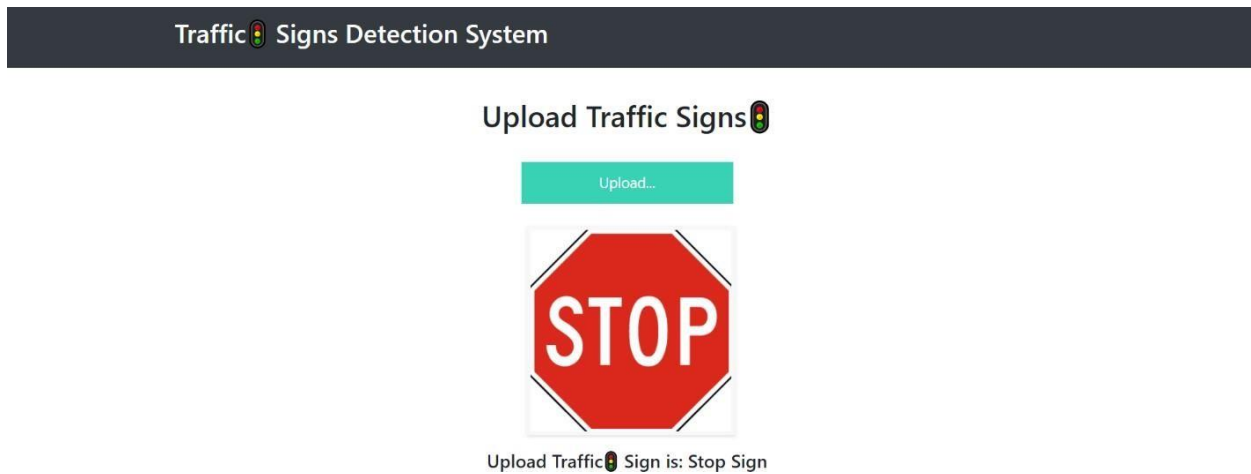 Traffic🚦 Signs Detection System
Upload Traffic Signs🚦
Upload...
STOP
Upload Traffic🚦 Sign is: Stop Sign